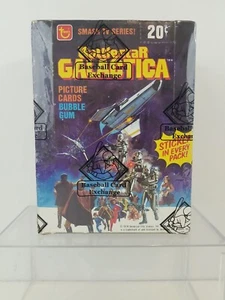 Topps
SMASH TV SERIES! 20¢
BATTLESTAR
GALACTICA
PICTURE
CARDS
BUBBLE
GUM
STICKER
IN EVERY
PACK!
Baseball Card
Exchange
Baseball Card
Exchange